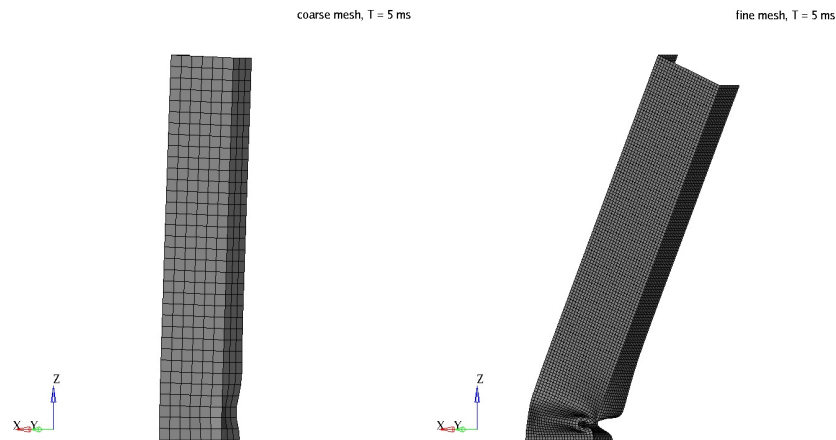 coarse mesh, T = 5 ms
fine mesh, T = 5 ms
Z
X Y
Z
X Y